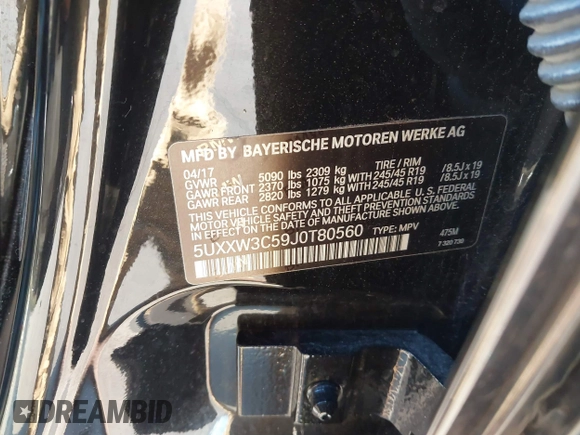 MFD BY BAYERISCHE MOTOREN WERKE AG
04/17 TIRE / RIM
GVWR 5090 lbs 2309 kg
GAWR FRONT 2370 lbs 1075 kg WITH 245/45 R19 / 8.5J x 19
GAWR REAR 2820 lbs 1279 kg WITH 245/45 R19 / 8.5J x 19
THIS VEHICLE CONFORMS TO ALL APPLICABLE U.S. FEDERAL
MOTOR VEHICLE SAFETY AND THEFT PREVENTION
STANDARDS IN EFFECT ON THE DATE OF MANUFACTURE SHOWN ABOVE.
5UXXW3C59J0T80560 TYPE: MPV 475M
7 320 730
DREAMBID